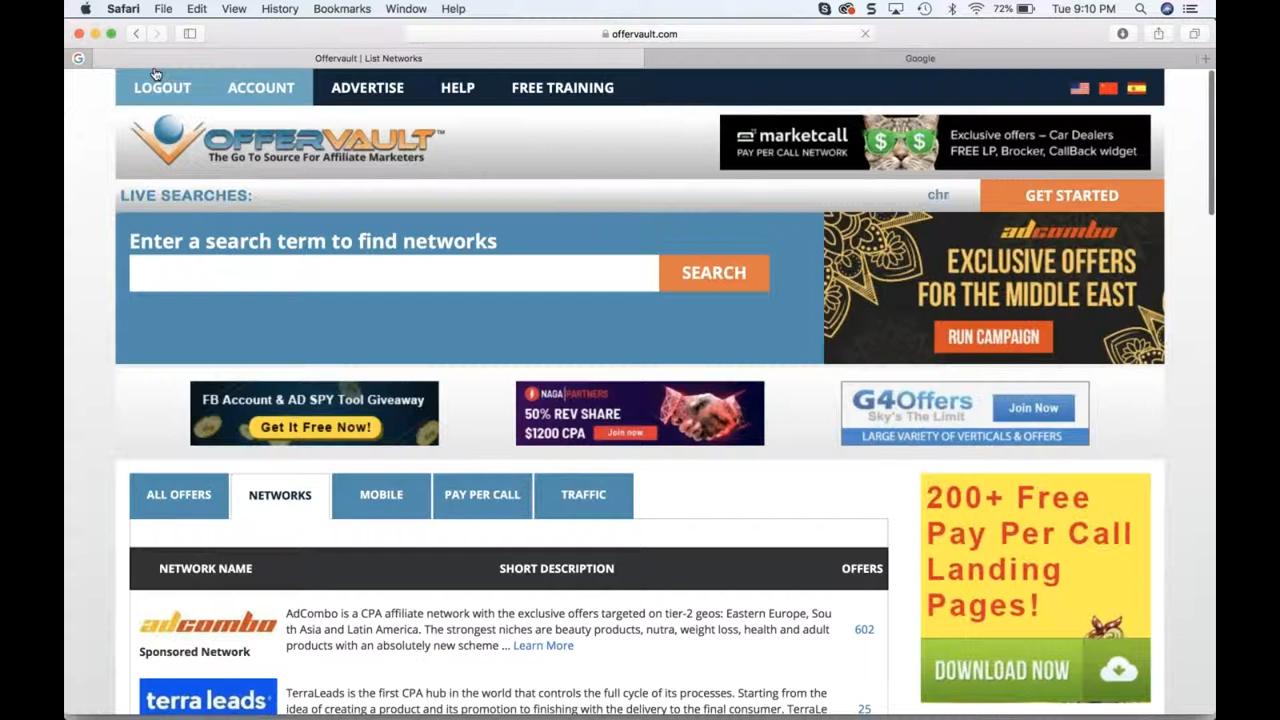 Safari File Edit View History Bookmarks Window Help
72% Tue 9:10 PM
offervault.com
Offervault | List Networks
Google
LOGOUT ACCOUNT ADVERTISE HELP FREE TRAINING
OFFERVAULT™
The Go To Source For Affiliate Marketers
marketcall
PAY PER CALL NETWORK
Exclusive offers – Car Dealers
FREE LP, Brocker, CallBack widget
LIVE SEARCHES:
chr
GET STARTED
Enter a search term to find networks
SEARCH
adcombo
EXCLUSIVE OFFERS
FOR THE MIDDLE EAST
RUN CAMPAIGN
FB Account & AD SPY Tool Giveaway
Get It Free Now!
NAGA PARTNERS
50% REV SHARE
$1200 CPA
Join now
G4Offers
Sky's The Limit
Join Now
LARGE VARIETY OF VERTICALS & OFFERS
ALL OFFERS NETWORKS MOBILE PAY PER CALL TRAFFIC
200+ Free
Pay Per Call
Landing
Pages!
DOWNLOAD NOW
NETWORK NAME SHORT DESCRIPTION OFFERS
adcombo
Sponsored Network
AdCombo is a CPA affiliate network with the exclusive offers targeted on tier-2 geos: Eastern Europe, Sou
th Asia and Latin America. The strongest niches are beauty products, nutra, weight loss, health and adult
products with an absolutely new scheme ... Learn More
602
terra leads
TerraLeads is the first CPA hub in the world that controls the full cycle of its processes. Starting from the
idea of creating a product and its promotion to finishing with the delivery to the final consumer. TerraLe
25